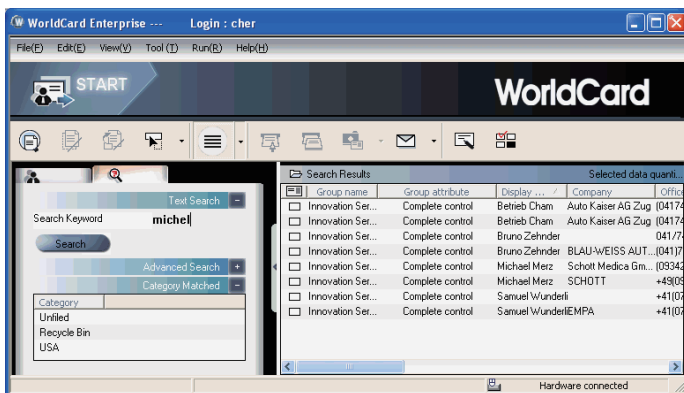 WorldCard Enterprise --- Login : cher
File(F) Edit(E) View(V) Tool (T) Run(R) Help(H)
START
WorldCard
Search Results Selected data quanti...
Group name Group attribute Display ... Company Office
Text Search
Search Keyword michel
Search
Advanced Search
Category Matched
Category
Unfiled
Recycle Bin
USA
Innovation Ser... Complete control Betrieb Cham Auto Kaiser AG Zug (04174
Innovation Ser... Complete control Betrieb Cham Auto Kaiser AG Zug (04174
Innovation Ser... Complete control Bruno Zehnder 041/74
Innovation Ser... Complete control Bruno Zehnder BLAU-WEISS AUT... (041)7
Innovation Ser... Complete control Michael Merz Schott Medica Gm... (09342
Innovation Ser... Complete control Michael Merz SCHOTT +49(09
Innovation Ser... Complete control Samuel Wunderli +41(07
Innovation Ser... Complete control Samuel Wunderli EMPA +41(07
Hardware connected